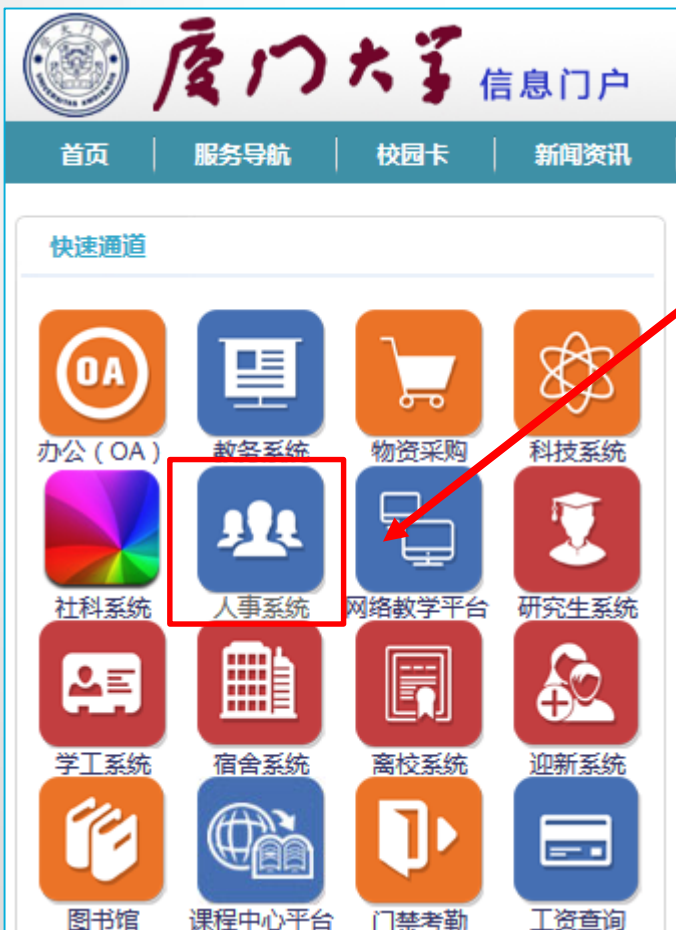 厦门大学 信息门户
首页 服务导航 校园卡 新闻资讯
快速通道
OA
办公（OA） 教务系统 物资采购 科技系统
社科系统 人事系统 网络教学平台 研究生系统
学工系统 宿舍系统 离校系统 迎新系统
图书馆 课程中心平台 门禁考勤 工资查询